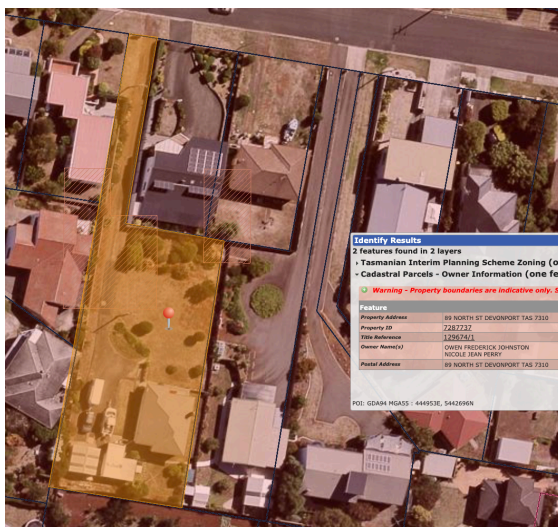 Identify Results
2 features found in 2 layers
Tasmanian Interim Planning Scheme Zoning (o
Cadastral Parcels - Owner Information (one fe
Warning - Property boundaries are indicative only. S
Feature
Property Address 89 NORTH ST DEVONPORT TAS 7310
Property ID 7287737
Title Reference 129674/1
Owner Name(s) OWEN FREDERICK JOHNSTON
NICOLE JEAN PERRY
Postal Address 89 NORTH ST DEVONPORT TAS 7310
POI: GDA94 MGA55 : 444953E, 5442696N